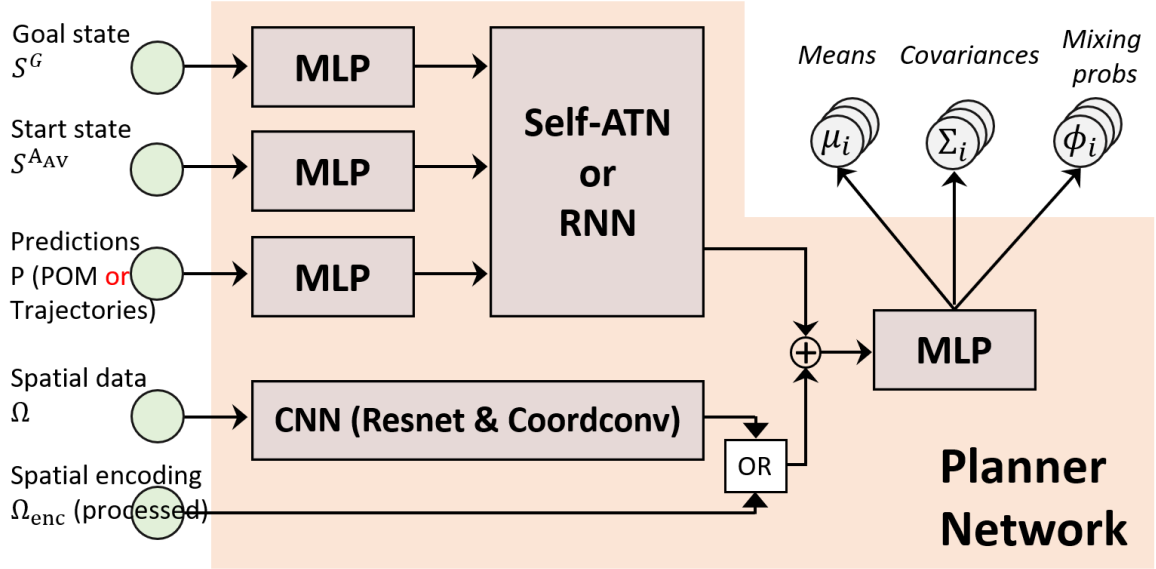 Goal state
S^G
Start state
S^A_AV
Predictions
P (POM or
Trajectories)
Spatial data
Ω
Spatial encoding
Ω_enc (processed)
MLP
MLP
MLP
Self-ATN
or
RNN
CNN (Resnet & Coordconv)
OR
+
MLP
Means
Covariances
Mixing
probs
μ_i
Σ_i
ϕ_i
Planner
Network